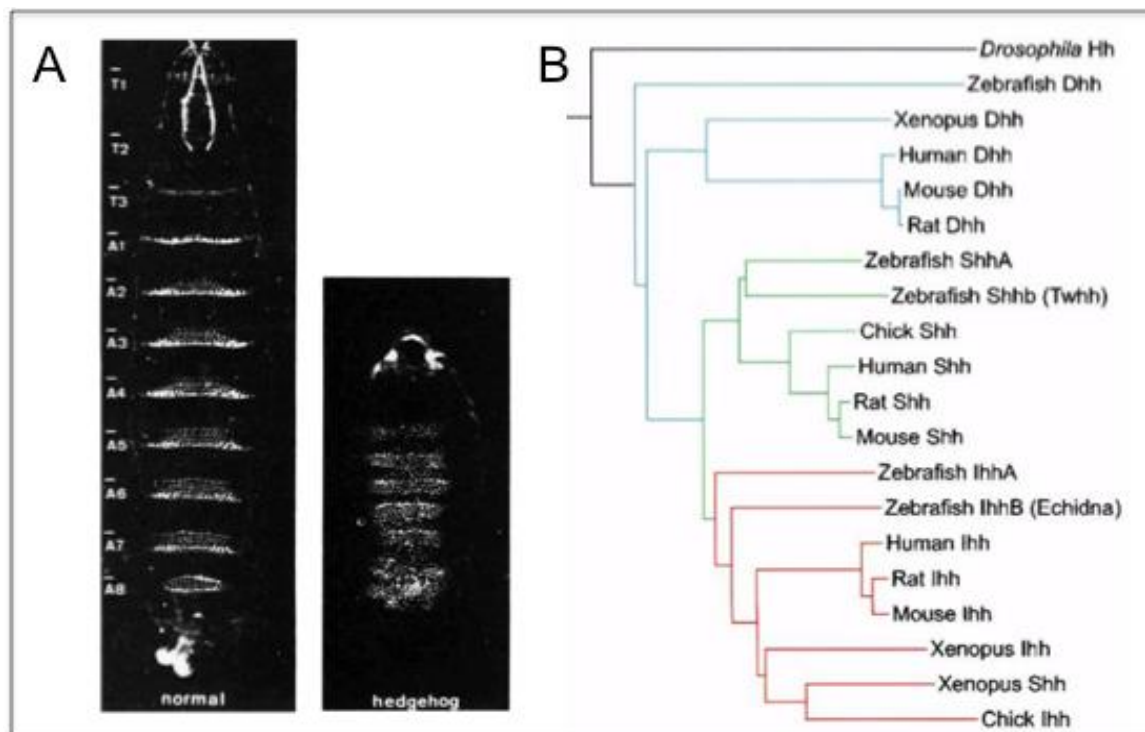 A
T1
T2
T3
A1
A2
A3
A4
A5
A6
A7
A8
normal
hedgehog
B
Drosophila Hh
Zebrafish Dhh
Xenopus Dhh
Human Dhh
Mouse Dhh
Rat Dhh
Zebrafish ShhA
Zebrafish Shhb (Twhh)
Chick Shh
Human Shh
Rat Shh
Mouse Shh
Zebrafish IhhA
Zebrafish IhhB (Echidna)
Human Ihh
Rat Ihh
Mouse Ihh
Xenopus Ihh
Xenopus Shh
Chick Ihh